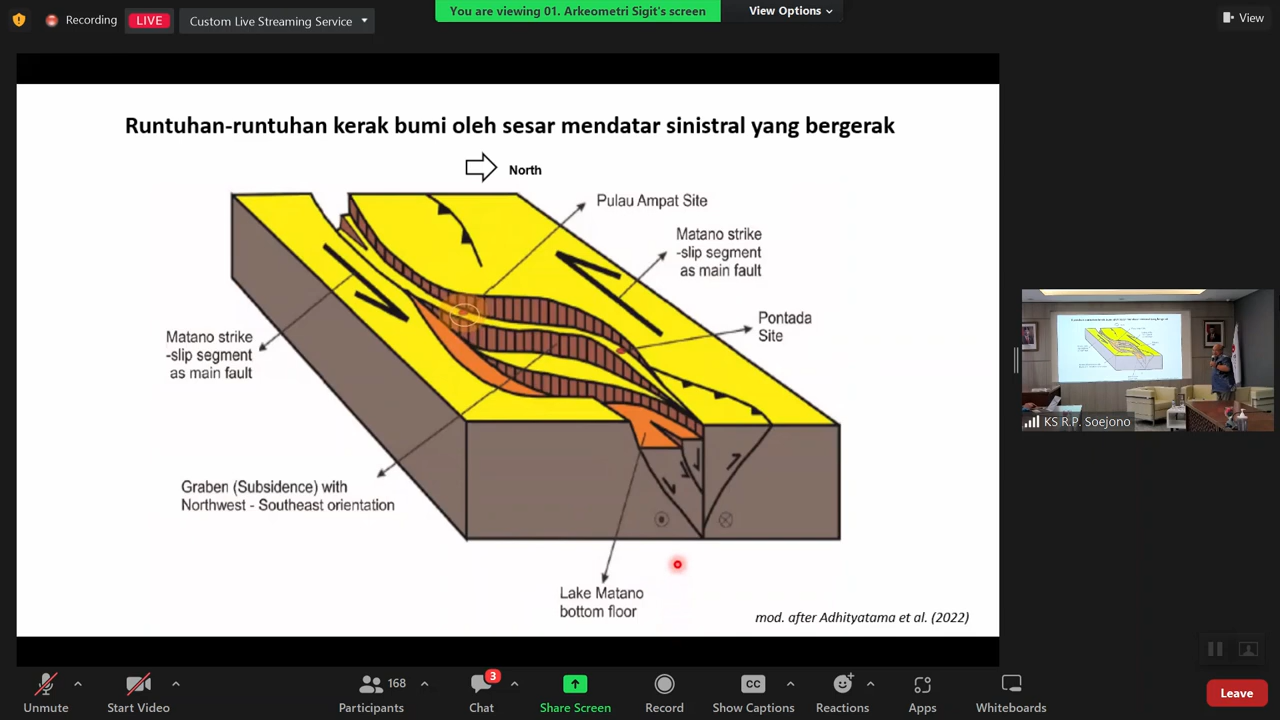 Recording
LIVE
Custom Live Streaming Service
You are viewing 01. Arkeometri Sigit's screen
View Options
View
Runtuhan-runtuhan kerak bumi oleh sesar mendatar sinistral yang bergerak
North
Pulau Ampat Site
Matano strike
-slip segment
as main fault
Pontada
Site
Matano strike
-slip segment
as main fault
Graben (Subsidence) with
Northwest - Southeast orientation
Lake Matano
bottom floor
mod. after Adhityatama et al. (2022)
KS R.P. Soejono
Unmute
Start Video
168
Participants
3
Chat
Share Screen
Record
CC
Show Captions
Reactions
Apps
Whiteboards
Leave